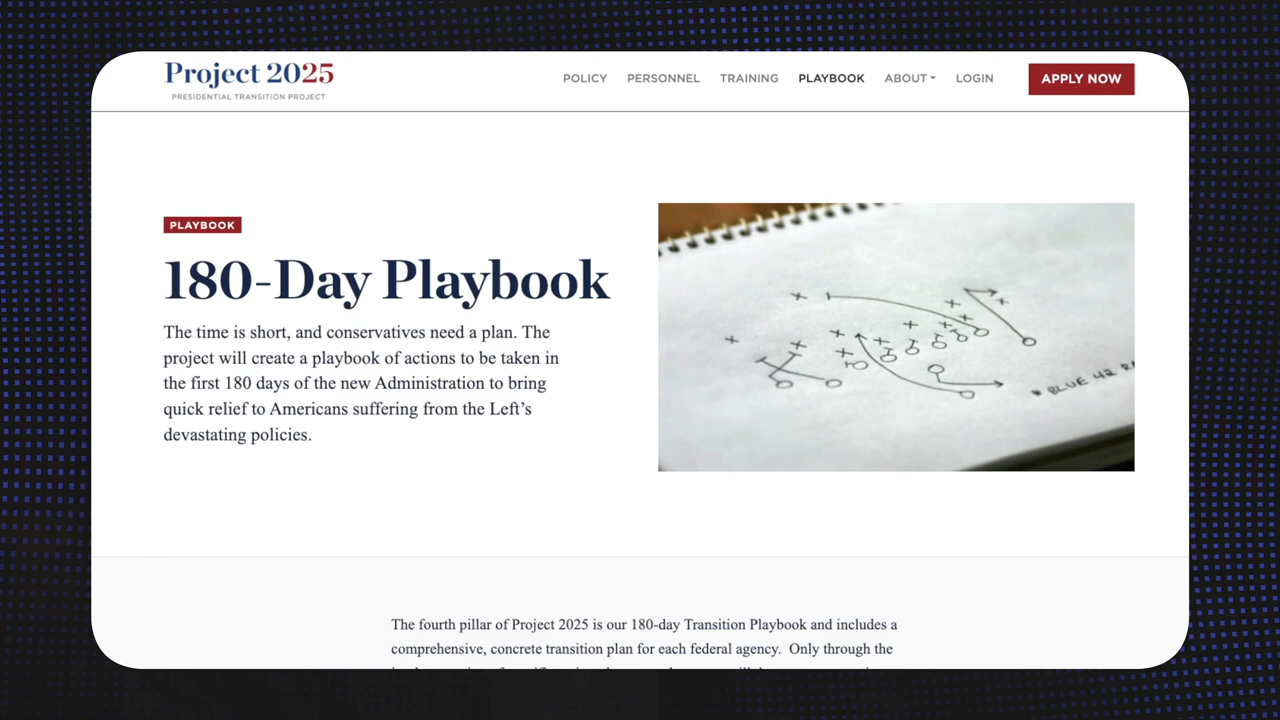 Project 2025
PRESIDENTIAL TRANSITION PROJECT
POLICY PERSONNEL TRAINING PLAYBOOK ABOUT LOGIN APPLY NOW
PLAYBOOK
180-Day Playbook
The time is short, and conservatives need a plan. The
project will create a playbook of actions to be taken in
the first 180 days of the new Administration to bring
quick relief to Americans suffering from the Left’s
devastating policies.
BLUE 42
The fourth pillar of Project 2025 is our 180-day Transition Playbook and includes a
comprehensive, concrete transition plan for each federal agency.  Only through the